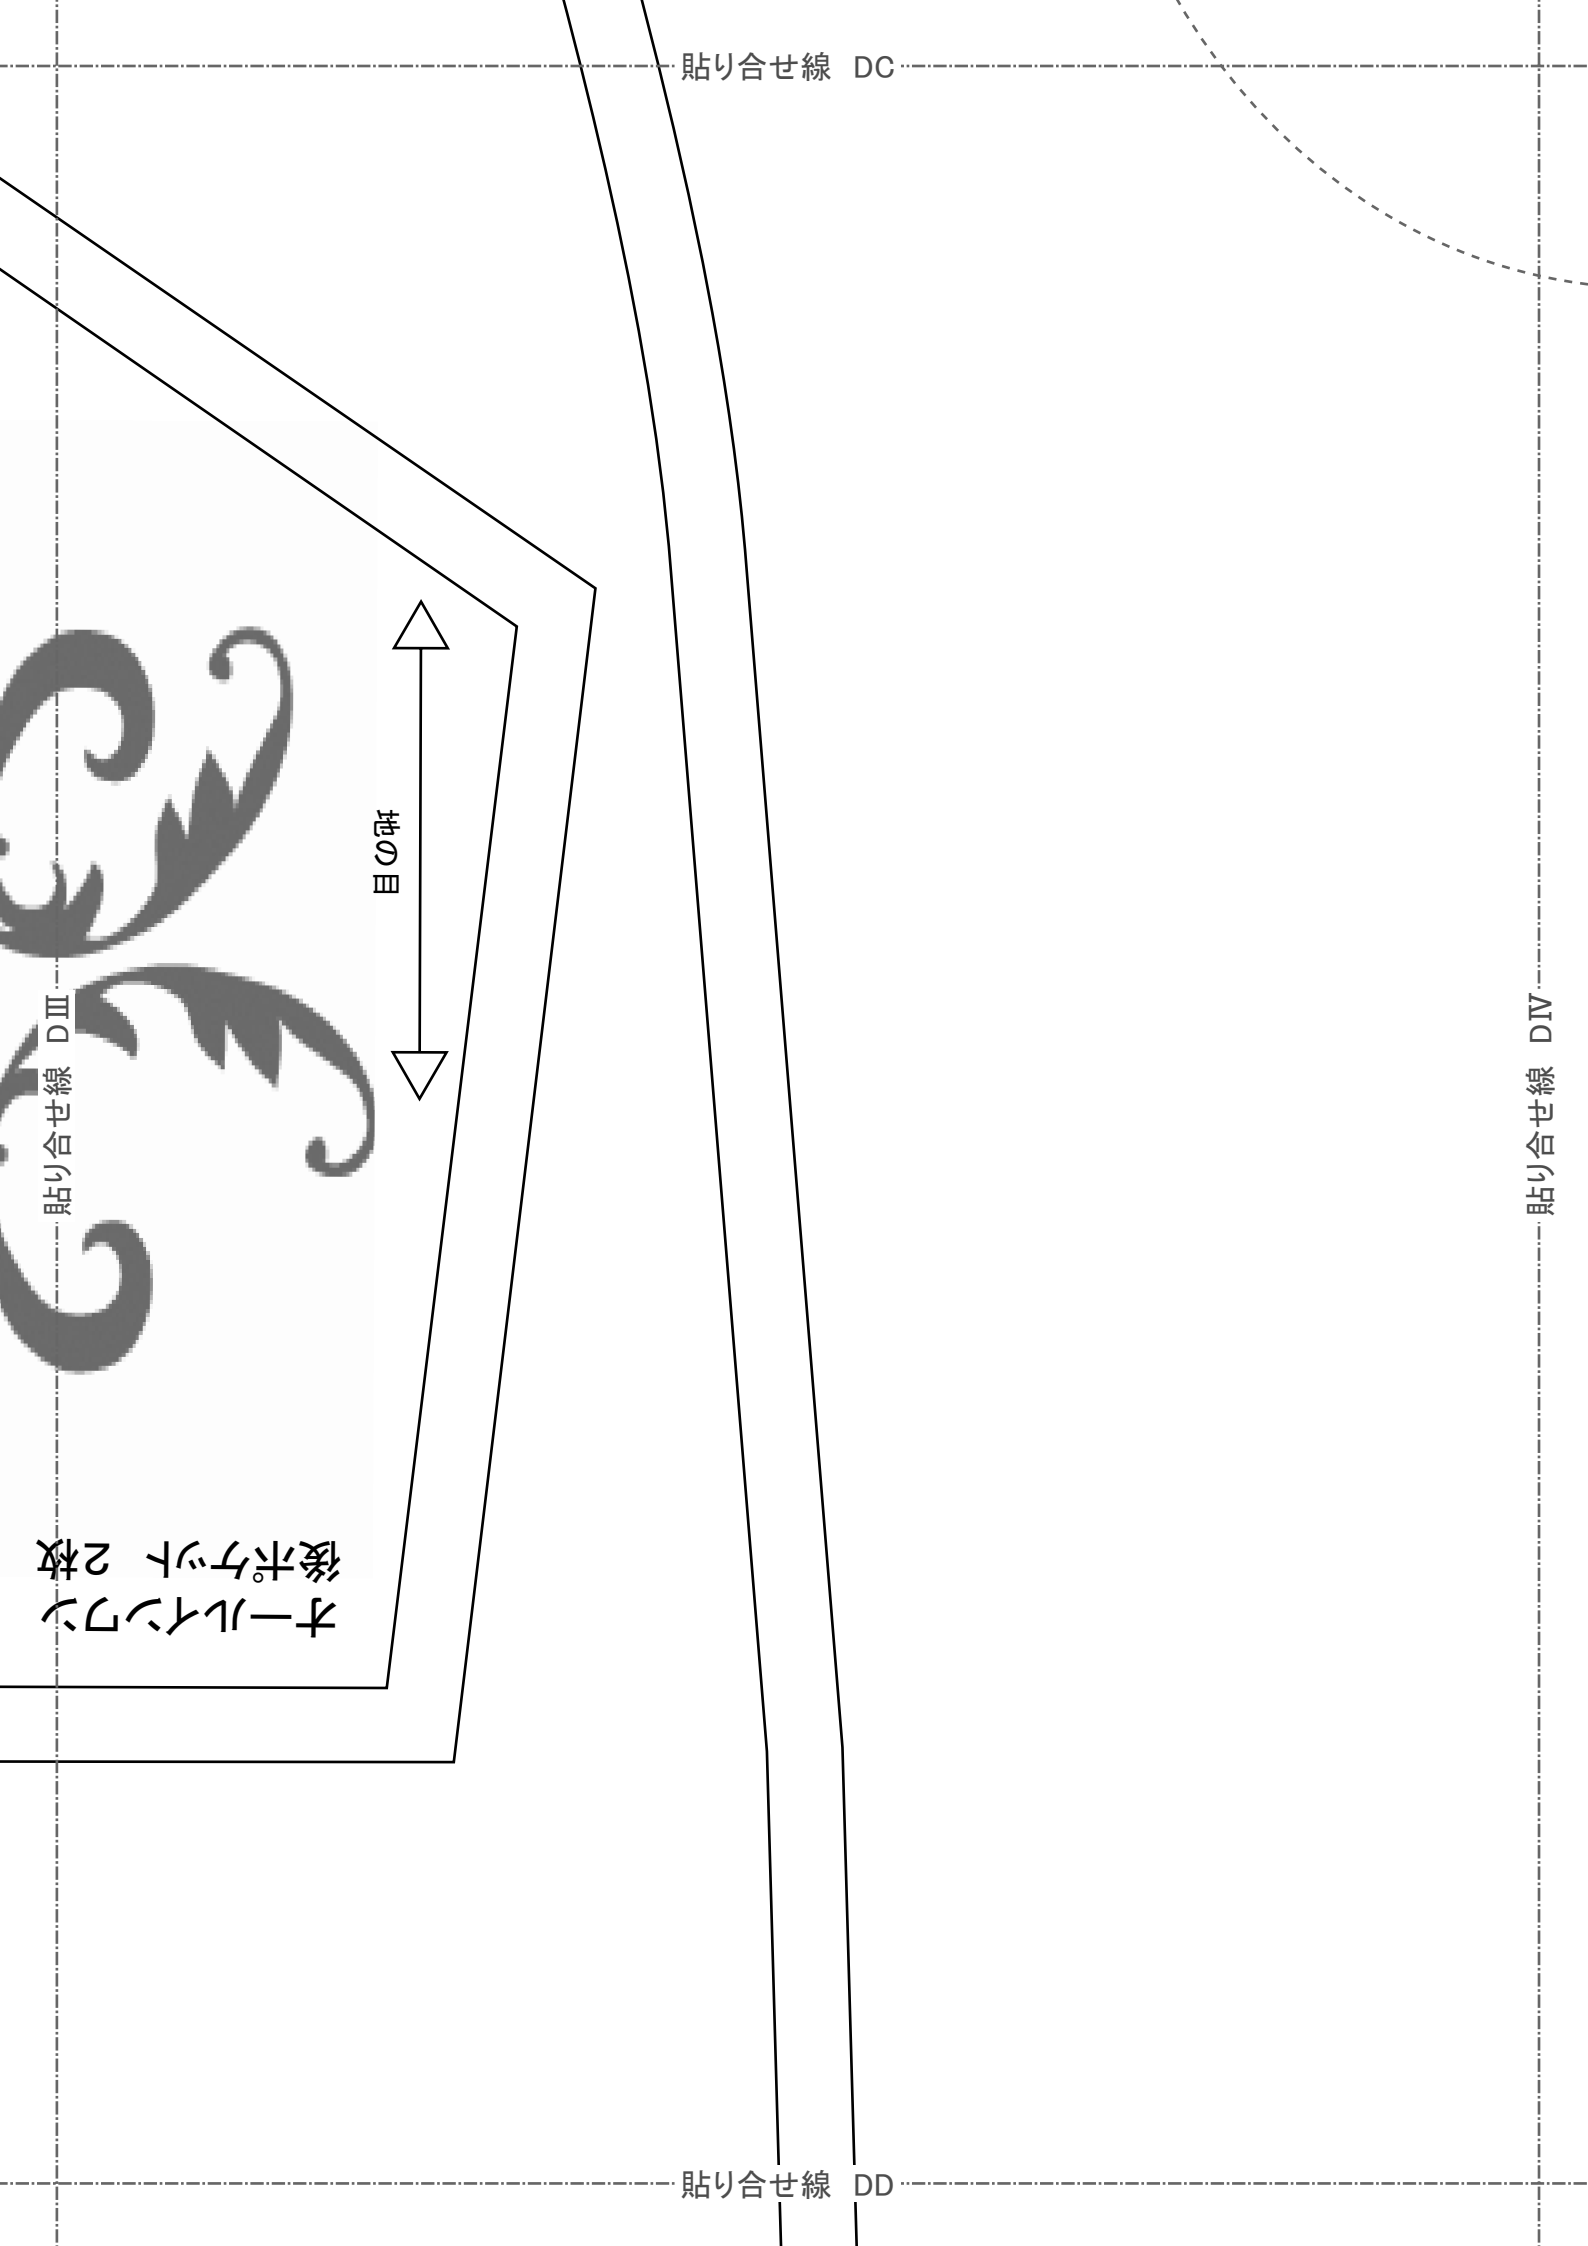 貼り合せ線　DC
地の目
貼り合せ線　DⅢ
貼り合せ線　DⅣ
オールインワン
後ポケット　2枚
貼り合せ線　DD